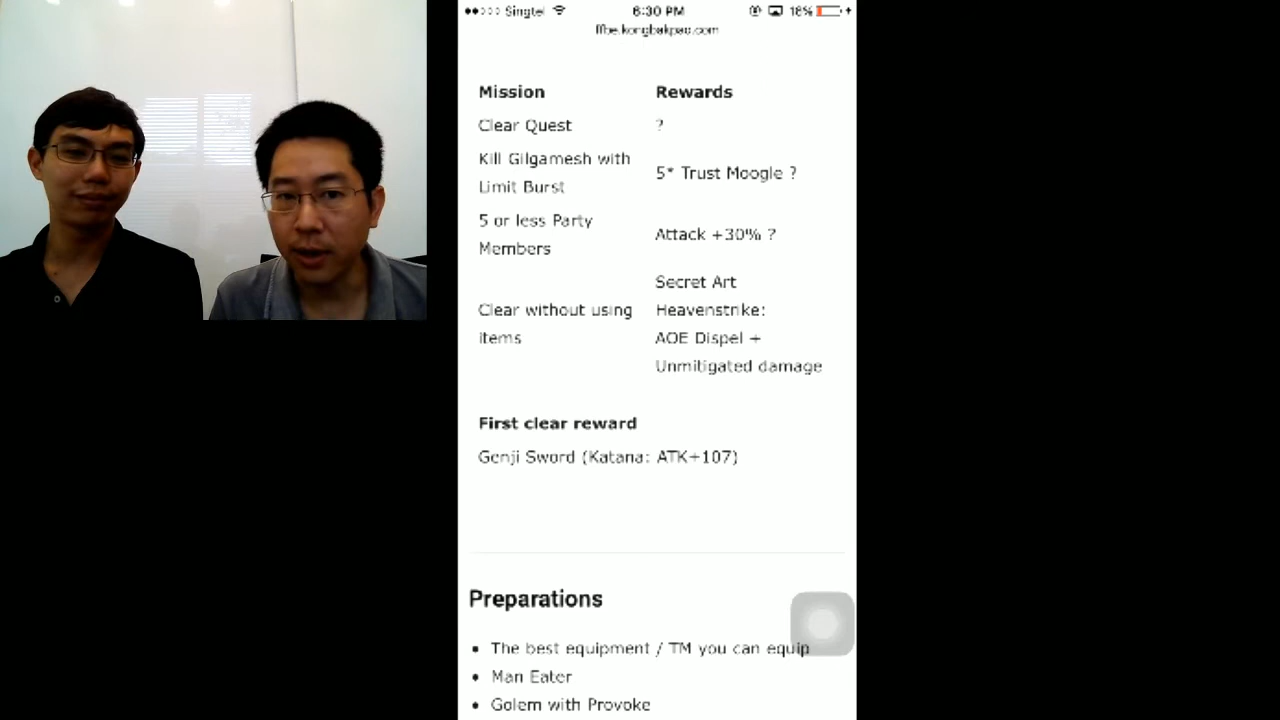 Singtel 6:30 PM 18%
ffbe.kongbakpao.com
Mission Rewards
Clear Quest ?
Kill Gilgamesh with
Limit Burst
5* Trust Moogle ?
5 or less Party
Members
Attack +30% ?
Clear without using
items
Secret Art
Heavenstrike:
AOE Dispel +
Unmitigated damage
First clear reward
Genji Sword (Katana: ATK+107)
Preparations
• The best equipment / TM you can equip
• Man Eater
• Golem with Provoke